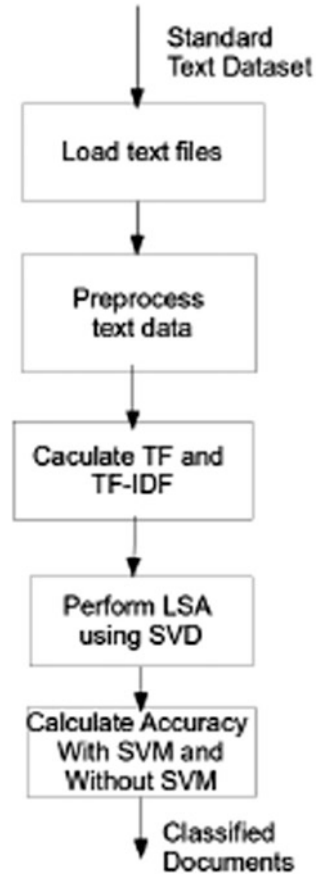 Standard
Text Dataset
Load text files
Preprocess
text data
Caculate TF and
TF-IDF
Perform LSA
using SVD
Calculate Accuracy
With SVM and
Without SVM
Classified
Documents